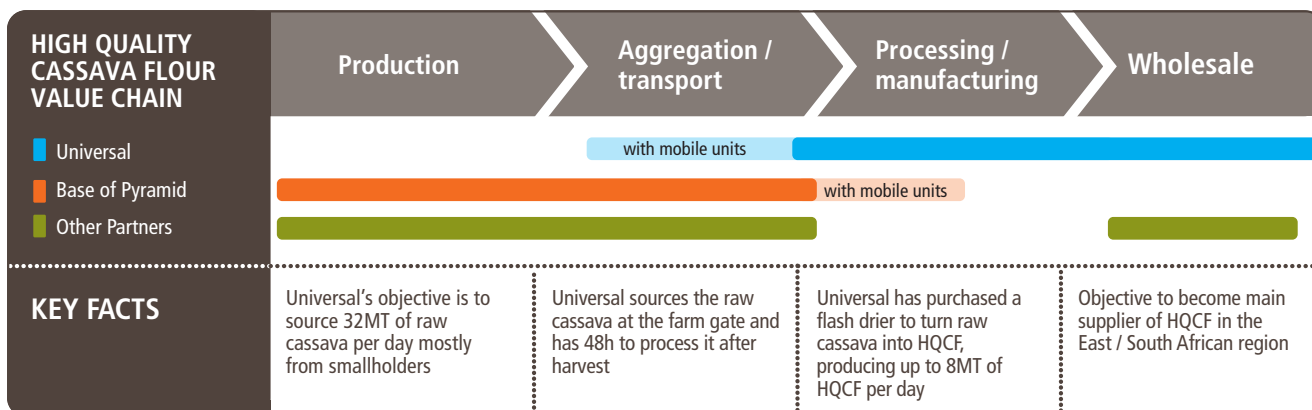 HIGH QUALITY
CASSAVA FLOUR
VALUE CHAIN
Production
Aggregation /
transport
Processing /
manufacturing
Wholesale
Universal
with mobile units
Base of Pyramid
with mobile units
Other Partners
KEY FACTS
Universal's objective is to
source 32MT of raw
cassava per day mostly
from smallholders
Universal sources the raw
cassava at the farm gate and
has 48h to process it after
harvest
Universal has purchased a
flash drier to turn raw
cassava into HQCF,
producing up to 8MT of
HQCF per day
Objective to become main
supplier of HQCF in the
East / South African region